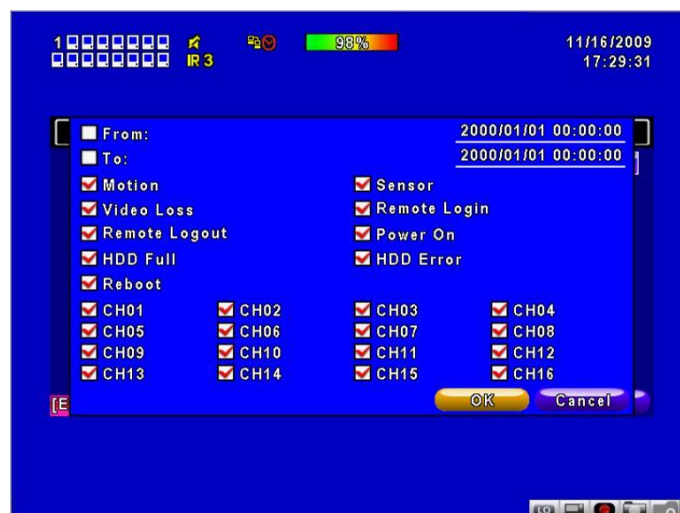 1 98% 11/16/2009
IR 3 17:29:31
From: 2000/01/01 00:00:00
To: 2000/01/01 00:00:00
Motion Sensor
Video Loss Remote Login
Remote Logout Power On
HDD Full HDD Error
Reboot
CH01 CH02 CH03 CH04
CH05 CH06 CH07 CH08
CH09 CH10 CH11 CH12
CH13 CH14 CH15 CH16
[E OK Cancel